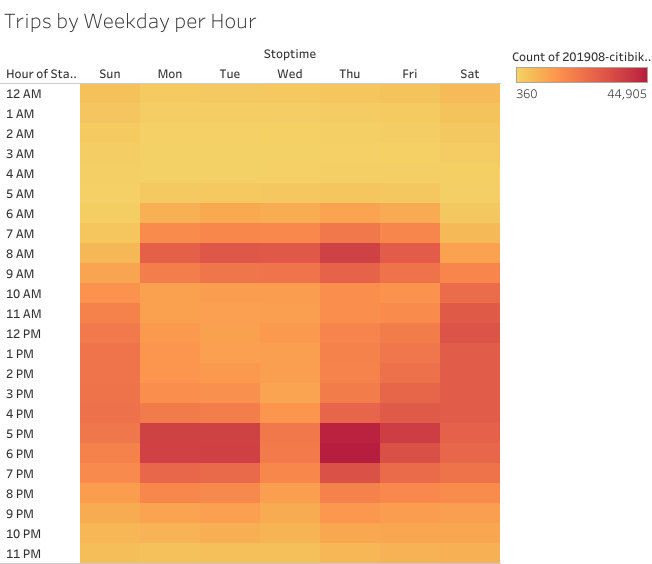 Trips by Weekday per Hour
Stoptime
Hour of Sta.. Sun Mon Tue Wed Thu Fri Sat
12 AM
1 AM
2 AM
3 AM
4 AM
5 AM
6 AM
7 AM
8 AM
9 AM
10 AM
11 AM
12 PM
1 PM
2 PM
3 PM
4 PM
5 PM
6 PM
7 PM
8 PM
9 PM
10 PM
11 PM
Count of 201908-citibik..
360 44,905